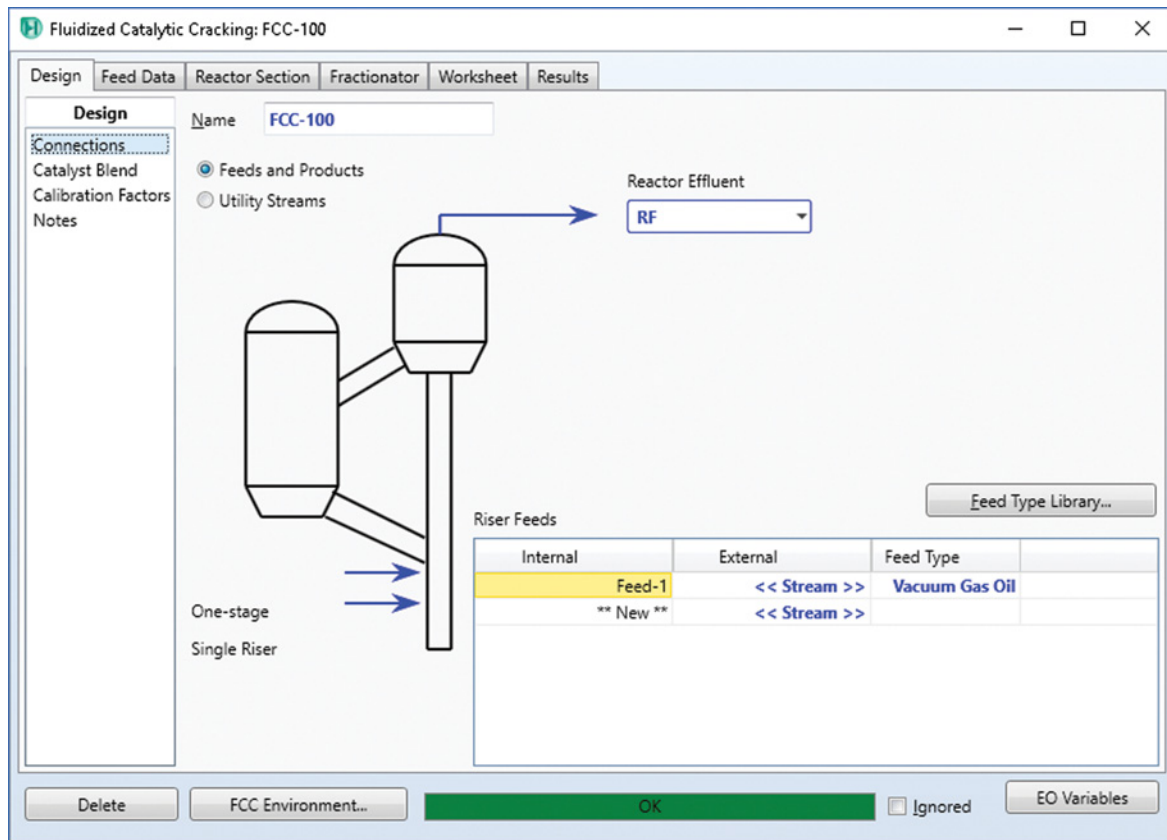 Fluidized Catalytic Cracking: FCC-100
Design Feed Data Reactor Section Fractionator Worksheet Results
Design
Connections
Catalyst Blend
Calibration Factors
Notes
Name FCC-100
Feeds and Products
Utility Streams
Reactor Effluent
RF
Feed Type Library...
Riser Feeds
Internal External Feed Type
Feed-1 << Stream >> Vacuum Gas Oil
** New ** << Stream >>
One-stage
Single Riser
Delete FCC Environment... OK Ignored EO Variables